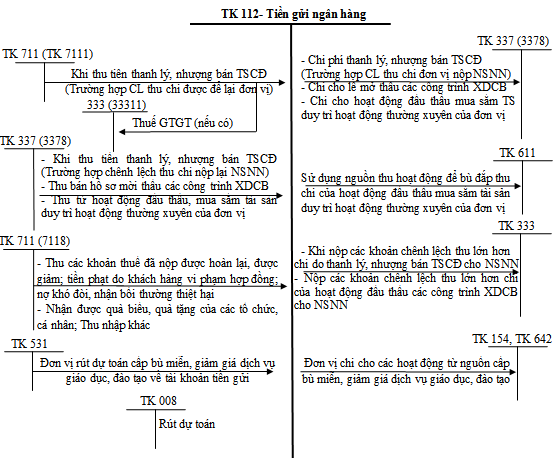 TK 112- Tiền gửi ngân hàng
TK 711 (TK 7111)
Khi thu tiền thanh lý, nhượng bán TSCĐ
(Trường hợp CL thu chi được để lại đơn vị)
333 (33311)
Thuế GTGT (nếu có)
TK 337 (3378)
- Khi thu tiền thanh lý, nhượng bán TSCĐ
(Trường hợp chênh lệch thu chi nộp lại NSNN)
- Thu bán hồ sơ mời thầu các công trình XDCB
- Thu từ hoạt động đấu thầu, mua sắm tài sản
duy trì hoạt động thường xuyên của đơn vị
TK 711 (7118)
- Thu các khoản thuế đã nộp được hoàn lại, được
giảm; tiền phạt do khách hàng vi phạm hợp đồng;
nợ khó đòi, nhận bồi thường thiệt hại
- Nhận được quà biếu, quà tặng của các tổ chức,
cá nhân; Thu nhập khác
TK 531
Đơn vị rút dự toán cấp bù miễn, giảm giá dịch vụ
giáo dục, đào tạo về tài khoản tiền gửi
TK 008
Rút dự toán
TK 337 (3378)
- Chi phí thanh lý, nhượng bán TSCĐ
(Trường hợp CL thu chi đơn vị nộp NSNN)
- Chi cho lễ mở thầu các công trình XDCB
- Chi cho hoạt động đấu thầu mua sắm TS
duy trì hoạt động thường xuyên của đơn vị
TK 611
Sử dụng nguồn thu hoạt động để bù đắp thu
chi của hoạt động đấu thầu mua sắm tài sản
duy trì hoạt động thường xuyên của đơn vị
TK 333
- Khi nộp các khoản chênh lệch thu lớn hơn
chi do thanh lý, nhượng bán TSCĐ cho NSNN
- Nộp các khoản chênh lệch thu lớn hơn chi
của hoạt động đấu thầu các công trình XDCB
cho NSNN
TK 154, TK 642
Đơn vị chi cho các hoạt động từ nguồn cấp
bù miễn, giảm giá dịch vụ giáo dục, đào tạo